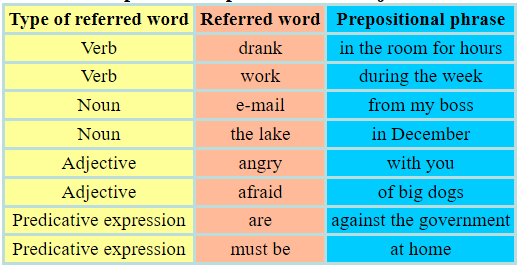 Type of referred word Referred word Prepositional phrase
Verb drank in the room for hours
Verb work during the week
Noun e-mail from my boss
Noun the lake in December
Adjective angry with you
Adjective afraid of big dogs
Predicative expression are against the government
Predicative expression must be at home